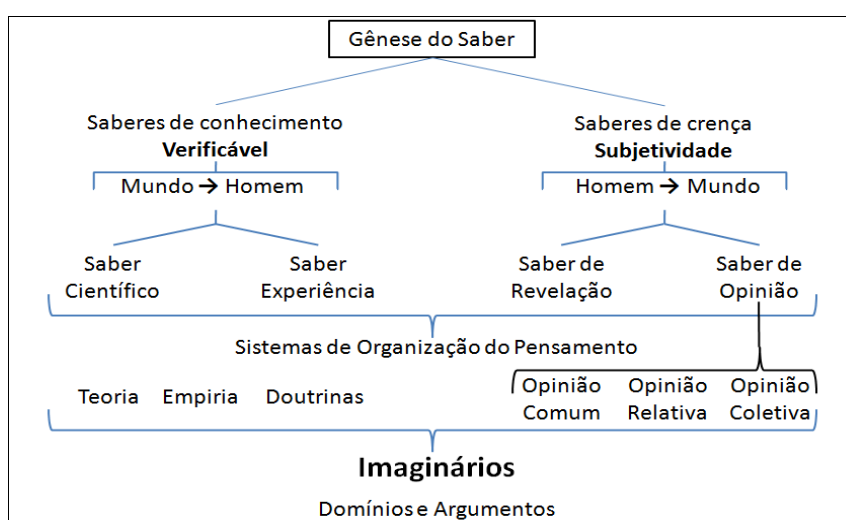 Gênese do Saber
Saberes de conhecimento
Verificável
Mundo → Homem
Saberes de crença
Subjetividade
Homem → Mundo
Saber
Científico
Saber
Experiência
Saber de
Revelação
Saber de
Opinião
Sistemas de Organização do Pensamento
Teoria Empiria Doutrinas
Opinião
Comum
Opinião
Relativa
Opinião
Coletiva
Imaginários
Domínios e Argumentos